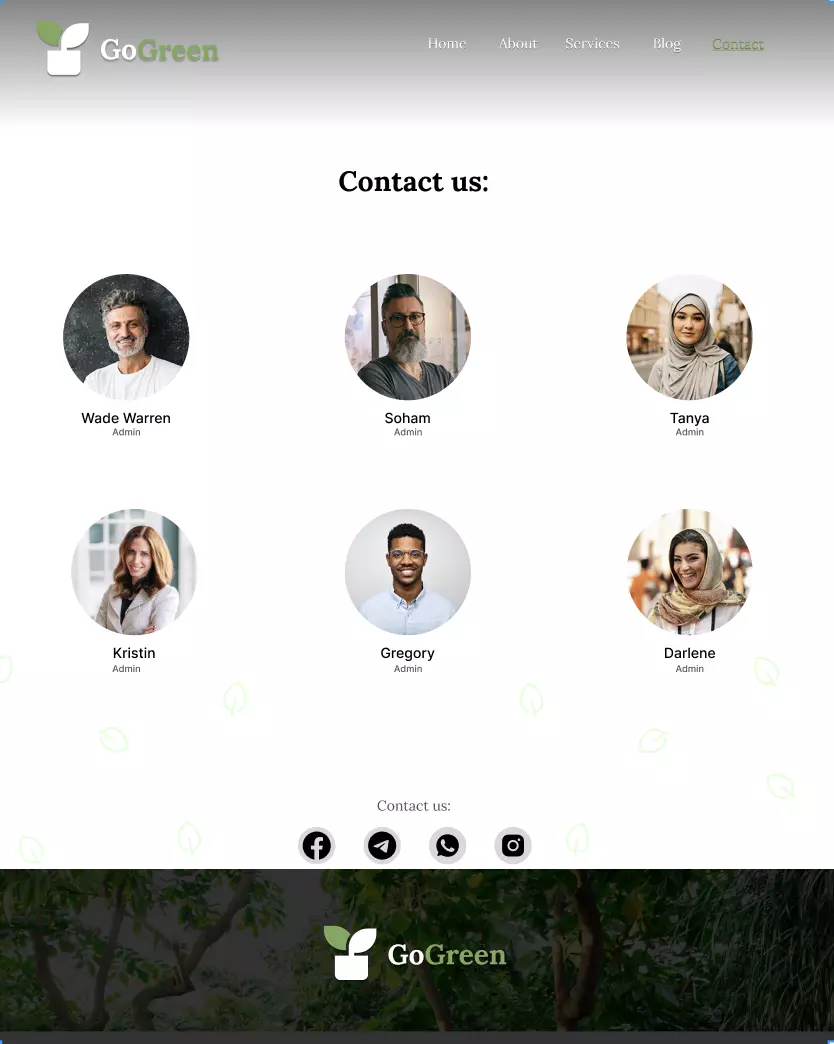 GoGreen
Home About Services Blog Contact
Contact us:
Wade Warren
Admin
Soham
Admin
Tanya
Admin
Kristin
Admin
Gregory
Admin
Darlene
Admin
Contact us:
GoGreen